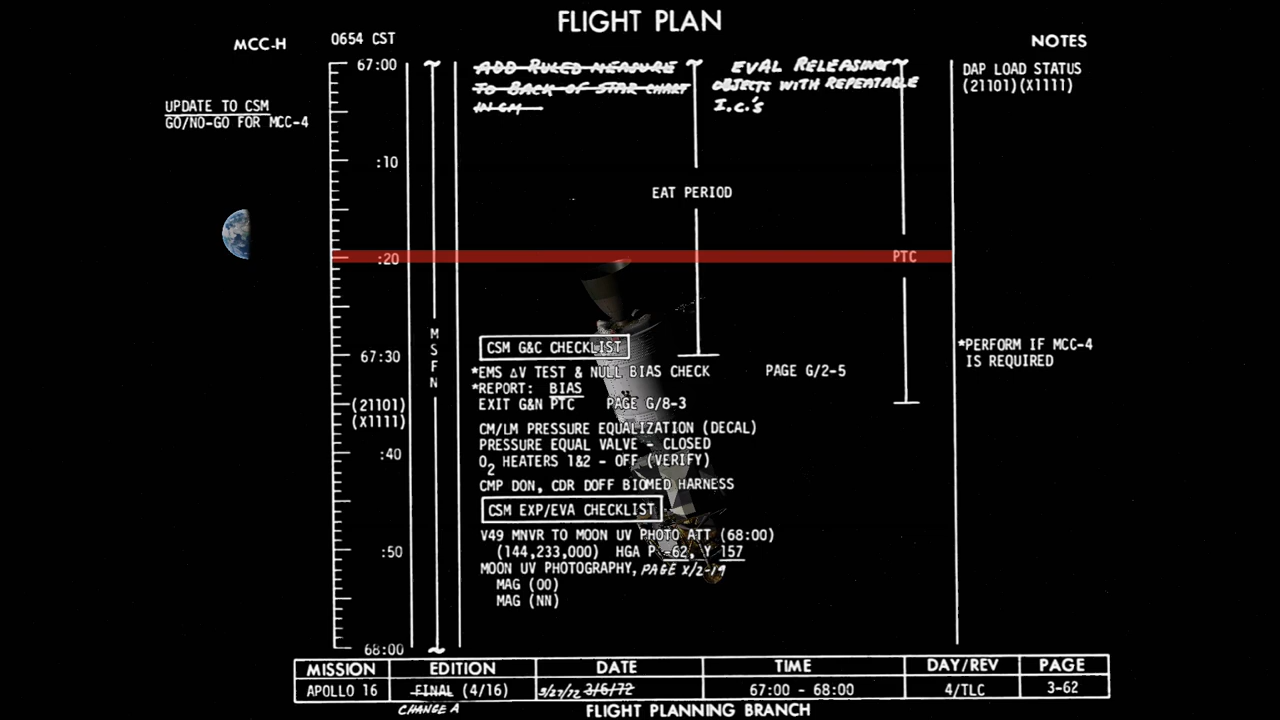 FLIGHT PLAN
MCC-H
0654 CST
NOTES
67:00
ADD RULED MEASURE
TO BACK OF STAR CHART
IN CM
EVAL RELEASING
OBJECTS WITH REPEATABLE
I.C.'S
DAP LOAD STATUS
(21101)(X1111)
UPDATE TO CSM
GO/NO-GO FOR MCC-4
:10
EAT PERIOD
:20
PTC
MSFN
CSM G&C CHECKLIST
67:30
*PERFORM IF MCC-4
IS REQUIRED
*EMS ΔV TEST & NULL BIAS CHECK PAGE G/2-5
*REPORT: BIAS
(21101)
(X1111)
EXIT G&N PTC PAGE G/8-3
CM/LM PRESSURE EQUALIZATION (DECAL)
PRESSURE EQUAL VALVE - CLOSED
:40
O2 HEATERS 1&2 - OFF (VERIFY)
CMP DON, CDR DOFF BIOMED HARNESS
CSM EXP/EVA CHECKLIST
V49 MNVR TO MOON UV PHOTO ATT (68:00)
:50
(144,233,000) HGA P -62, Y 157
MOON UV PHOTOGRAPHY, PAGE X/2-19
MAG (OO)
MAG (NN)
68:00
MISSION EDITION DATE TIME DAY/REV PAGE
APOLLO 16 FINAL (4/16) 3/27/72 3/6/72 67:00 - 68:00 4/TLC 3-62
CHANGE A
FLIGHT PLANNING BRANCH